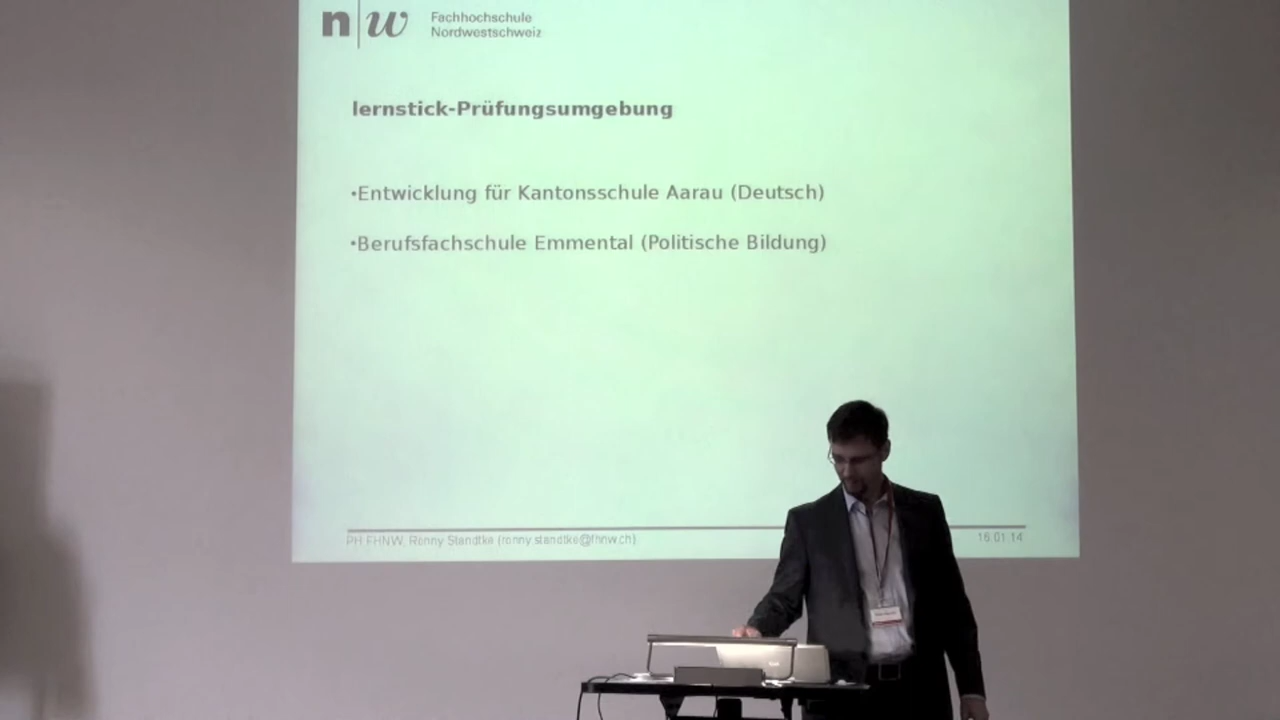 n|w Fachhochschule
Nordwestschweiz
lernstick-Prüfungsumgebung
•Entwicklung für Kantonsschule Aarau (Deutsch)
•Berufsfachschule Emmental (Politische Bildung)
PH FHNW, Ronny Standtke (ronny.standtke@fhnw.ch) 16.01.14